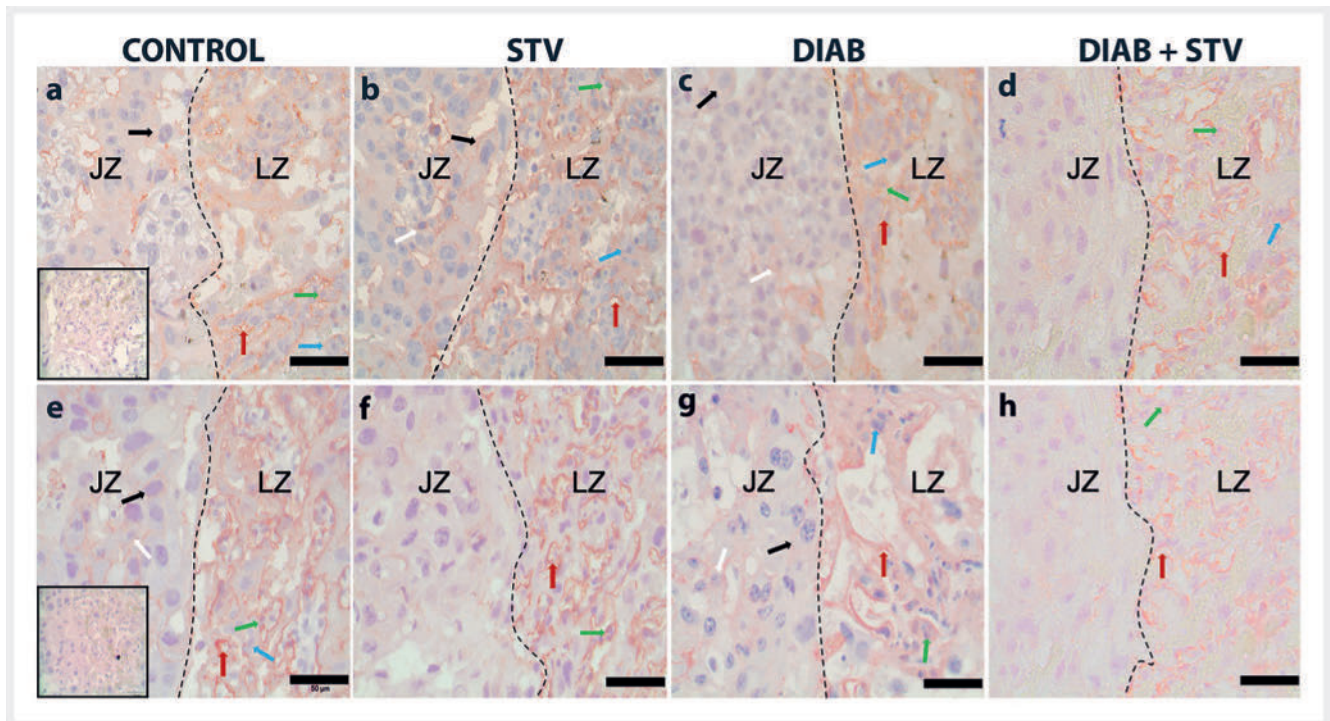 CONTROL STV DIAB DIAB + STV
a b c d
JZ LZ JZ LZ JZ LZ JZ LZ
e f g h
JZ LZ JZ LZ JZ LZ JZ LZ
50 µm